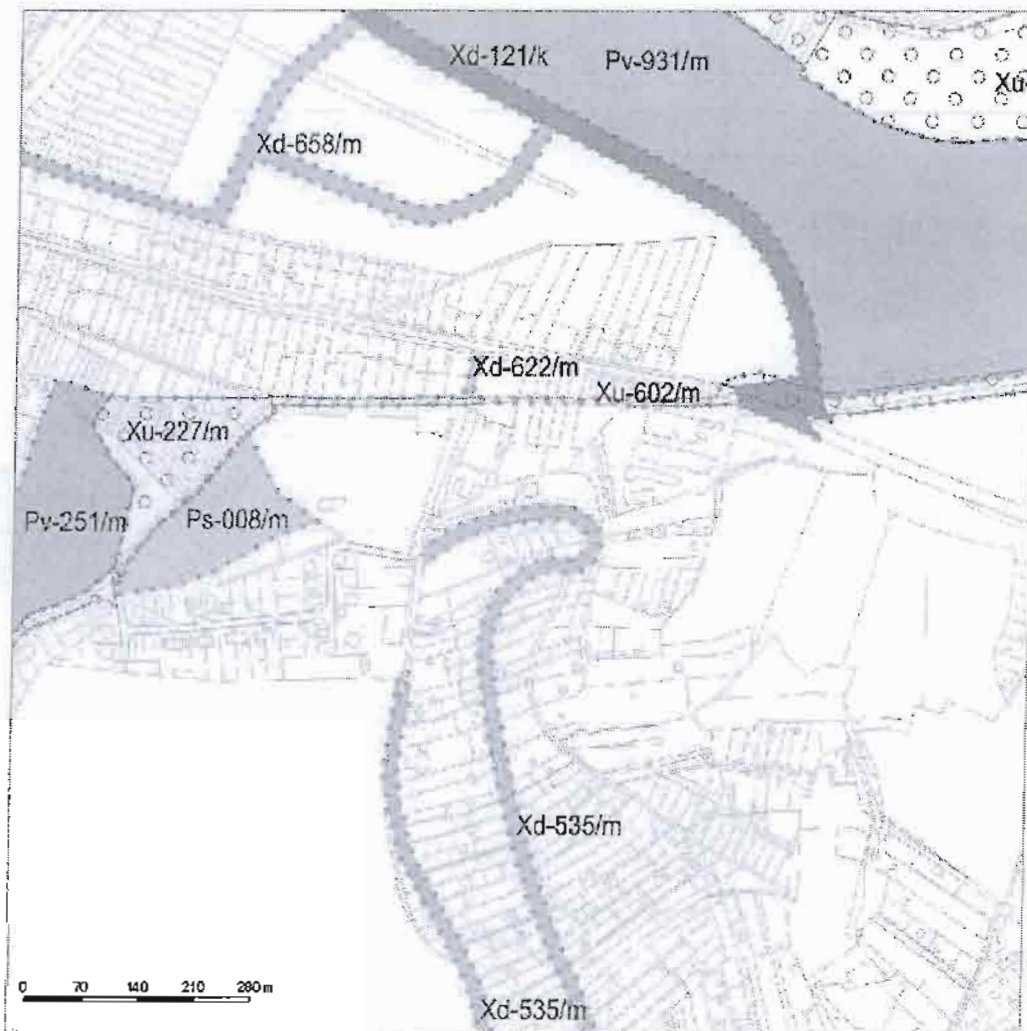 Xd-121/k
Pv-931/m
Xú-
Xd-658/m
Xd-622/m
Xu-602/m
Xu-227/m
Pv-251/m
Ps-008/m
Xd-535/m
0 70 140 210 280 m
Xd-535/m